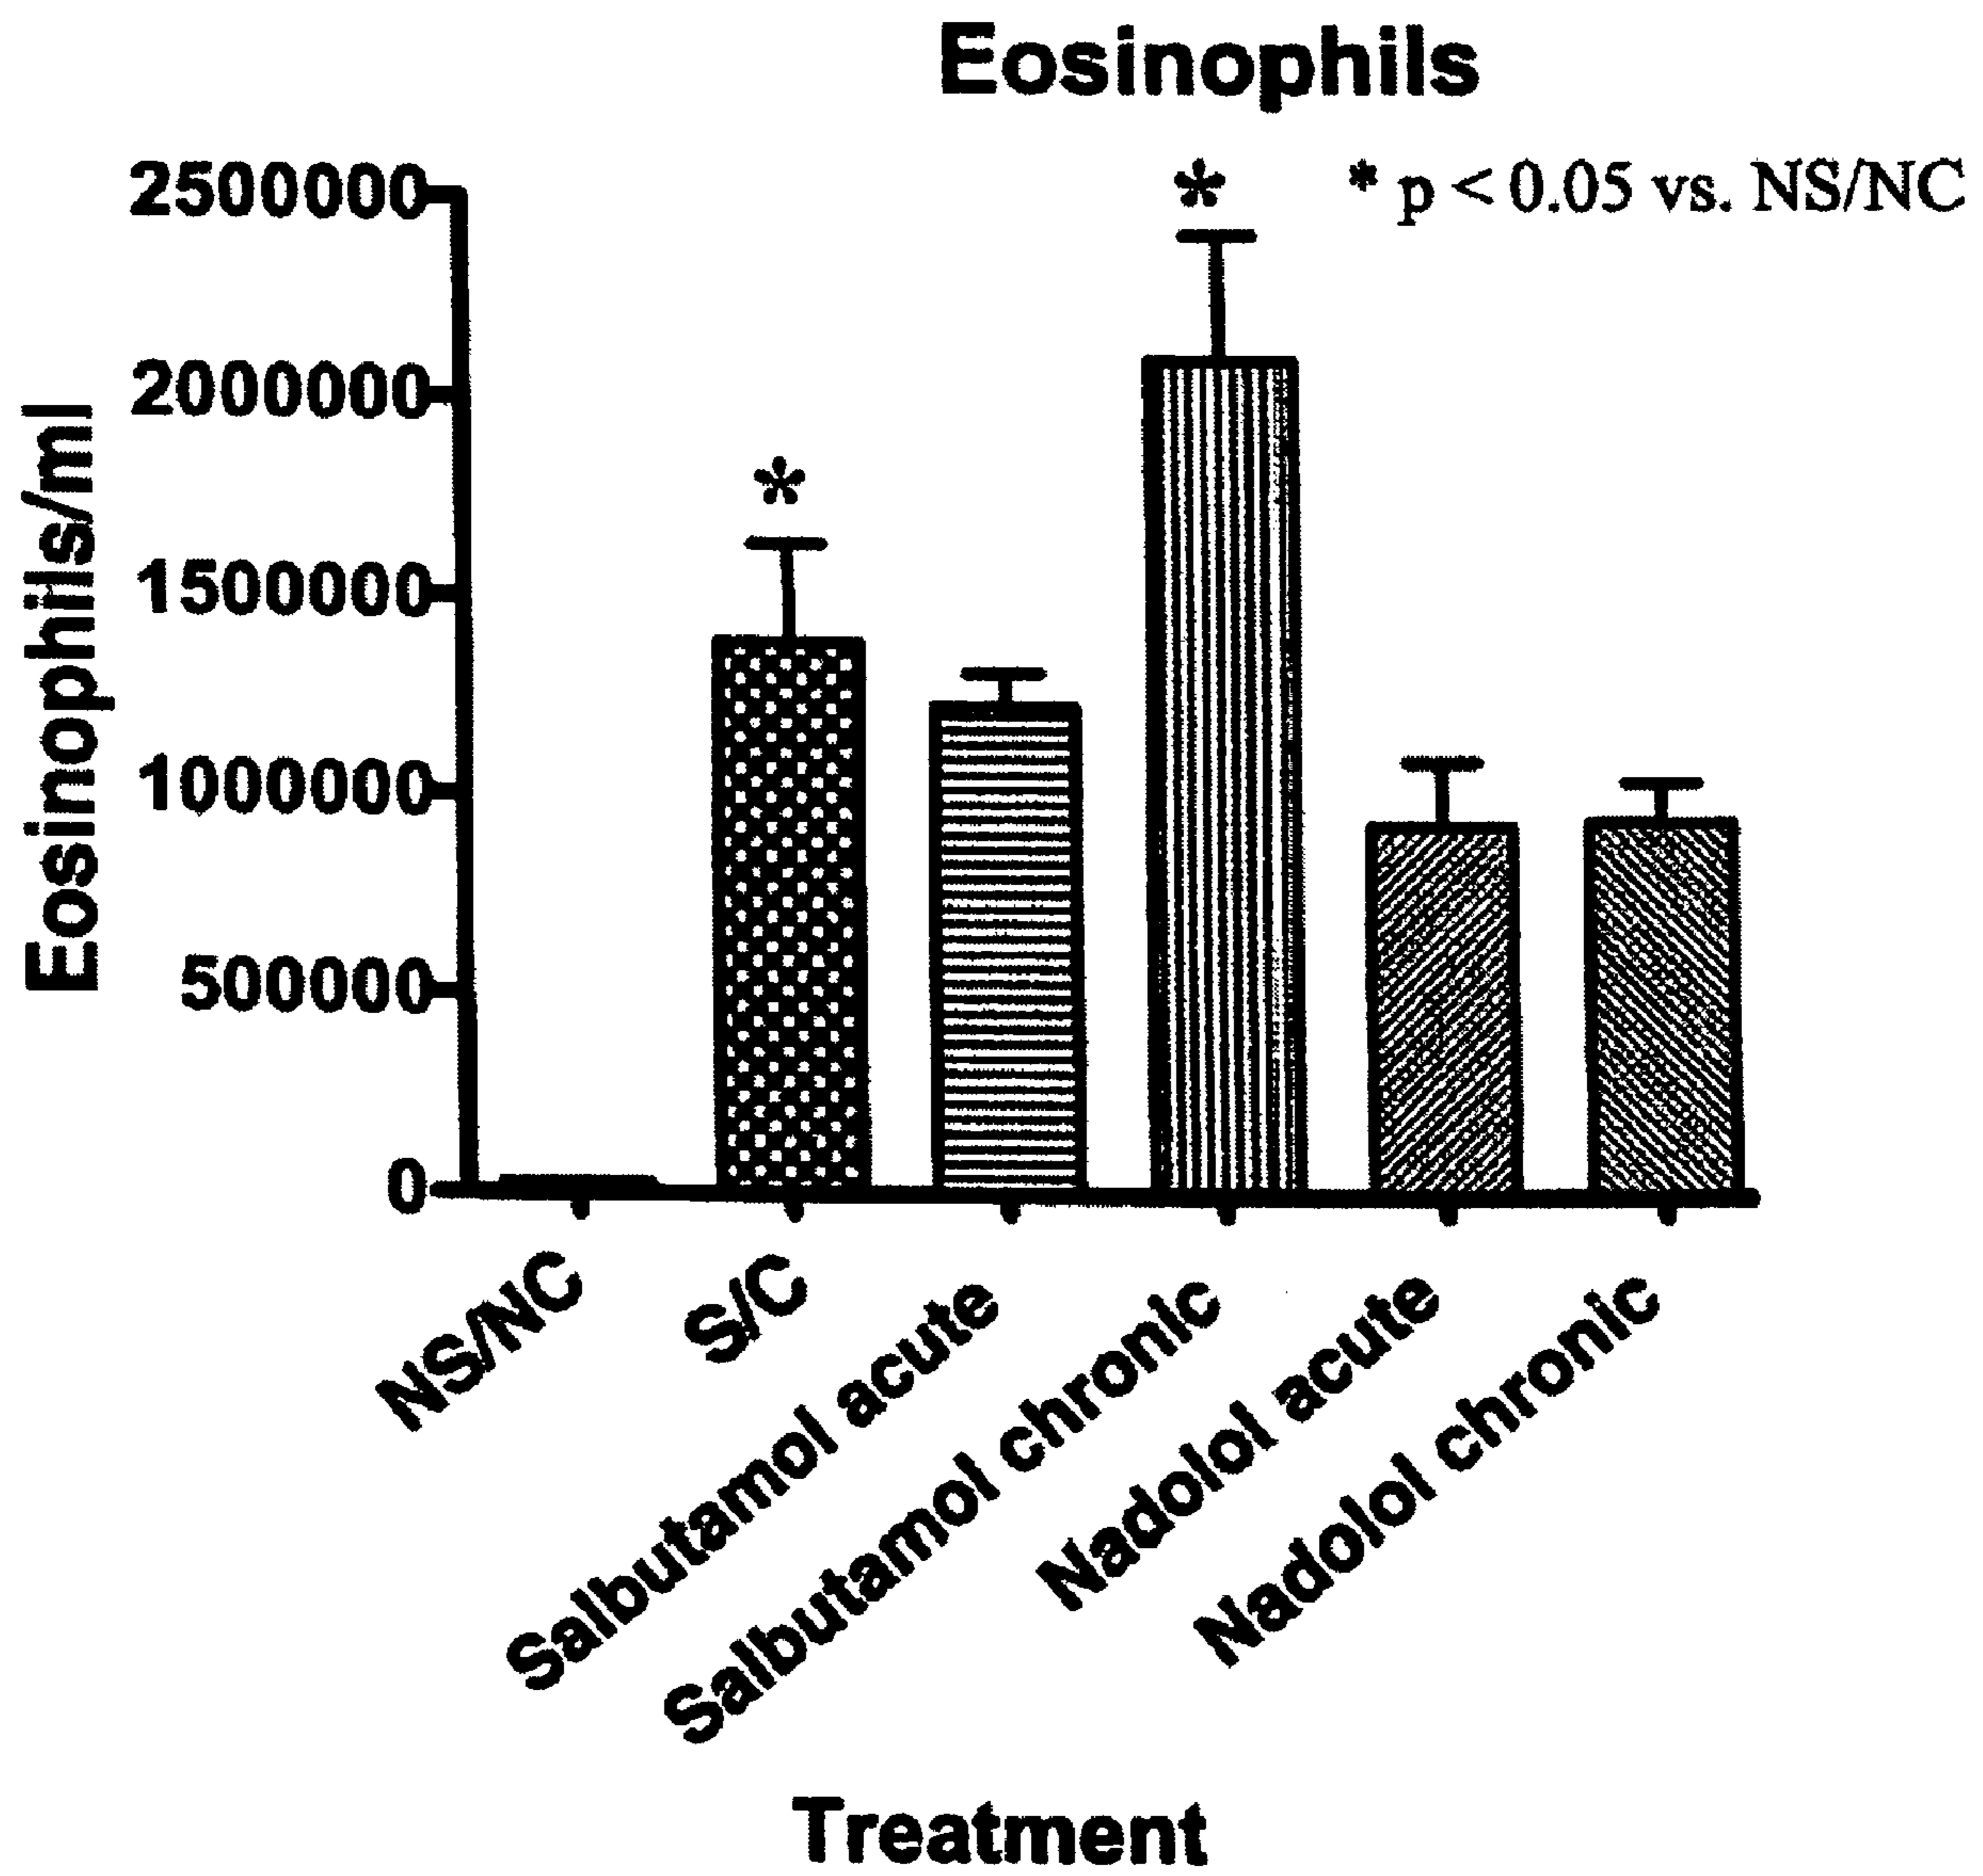 Eosinophils
* p < 0.05 vs. NS/NC
*
*
Eosinophils/ml
2500000
2000000
1500000
1000000
500000
0
NS/NC
S/C
Salbutamol acute
Salbutamol chronic
Nadolol acute
Nadolol chronic
Treatment